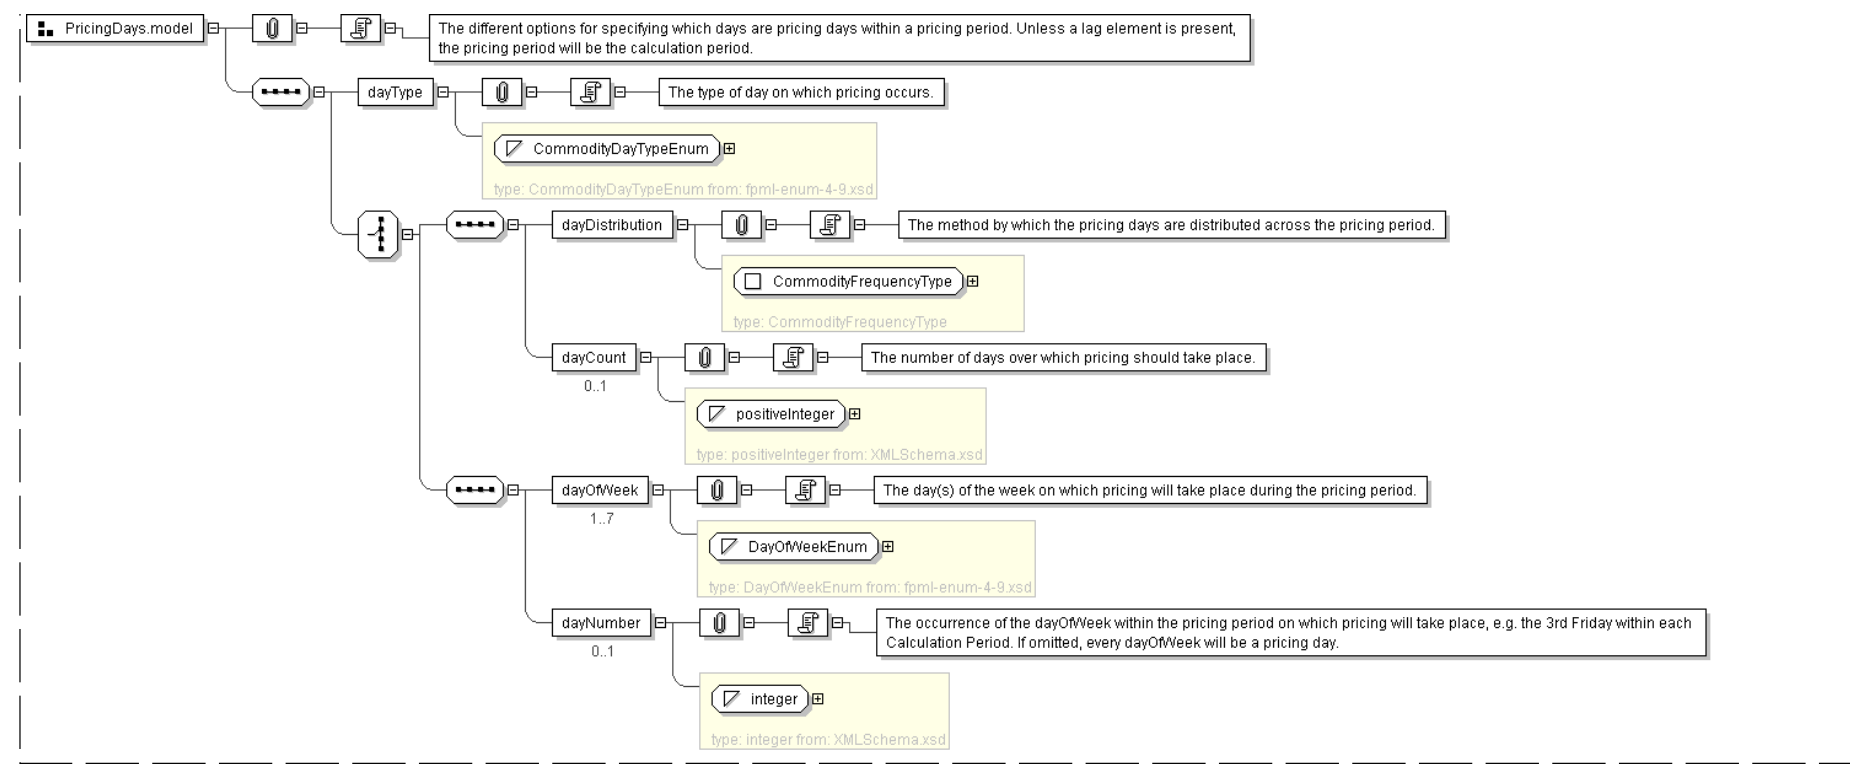 PricingDays.model
The different options for specifying which days are pricing days within a pricing period. Unless a lag element is present,
the pricing period will be the calculation period.
dayType
The type of day on which pricing occurs.
CommodityDayTypeEnum
type: CommodityDayTypeEnum from: fpml-enum-4-9.xsd
dayDistribution
The method by which the pricing days are distributed across the pricing period.
CommodityFrequencyType
type: CommodityFrequencyType
dayCount
The number of days over which pricing should take place.
0..1
positiveInteger
type: positiveInteger from: XMLSchema.xsd
dayOfWeek
The day(s) of the week on which pricing will take place during the pricing period.
1..7
DayOfWeekEnum
type: DayOfWeekEnum from: fpml-enum-4-9.xsd
dayNumber
The occurrence of the dayOfWeek within the pricing period on which pricing will take place, e.g. the 3rd Friday within each
Calculation Period. If omitted, every dayOfWeek will be a pricing day.
0..1
integer
type: integer from: XMLSchema.xsd